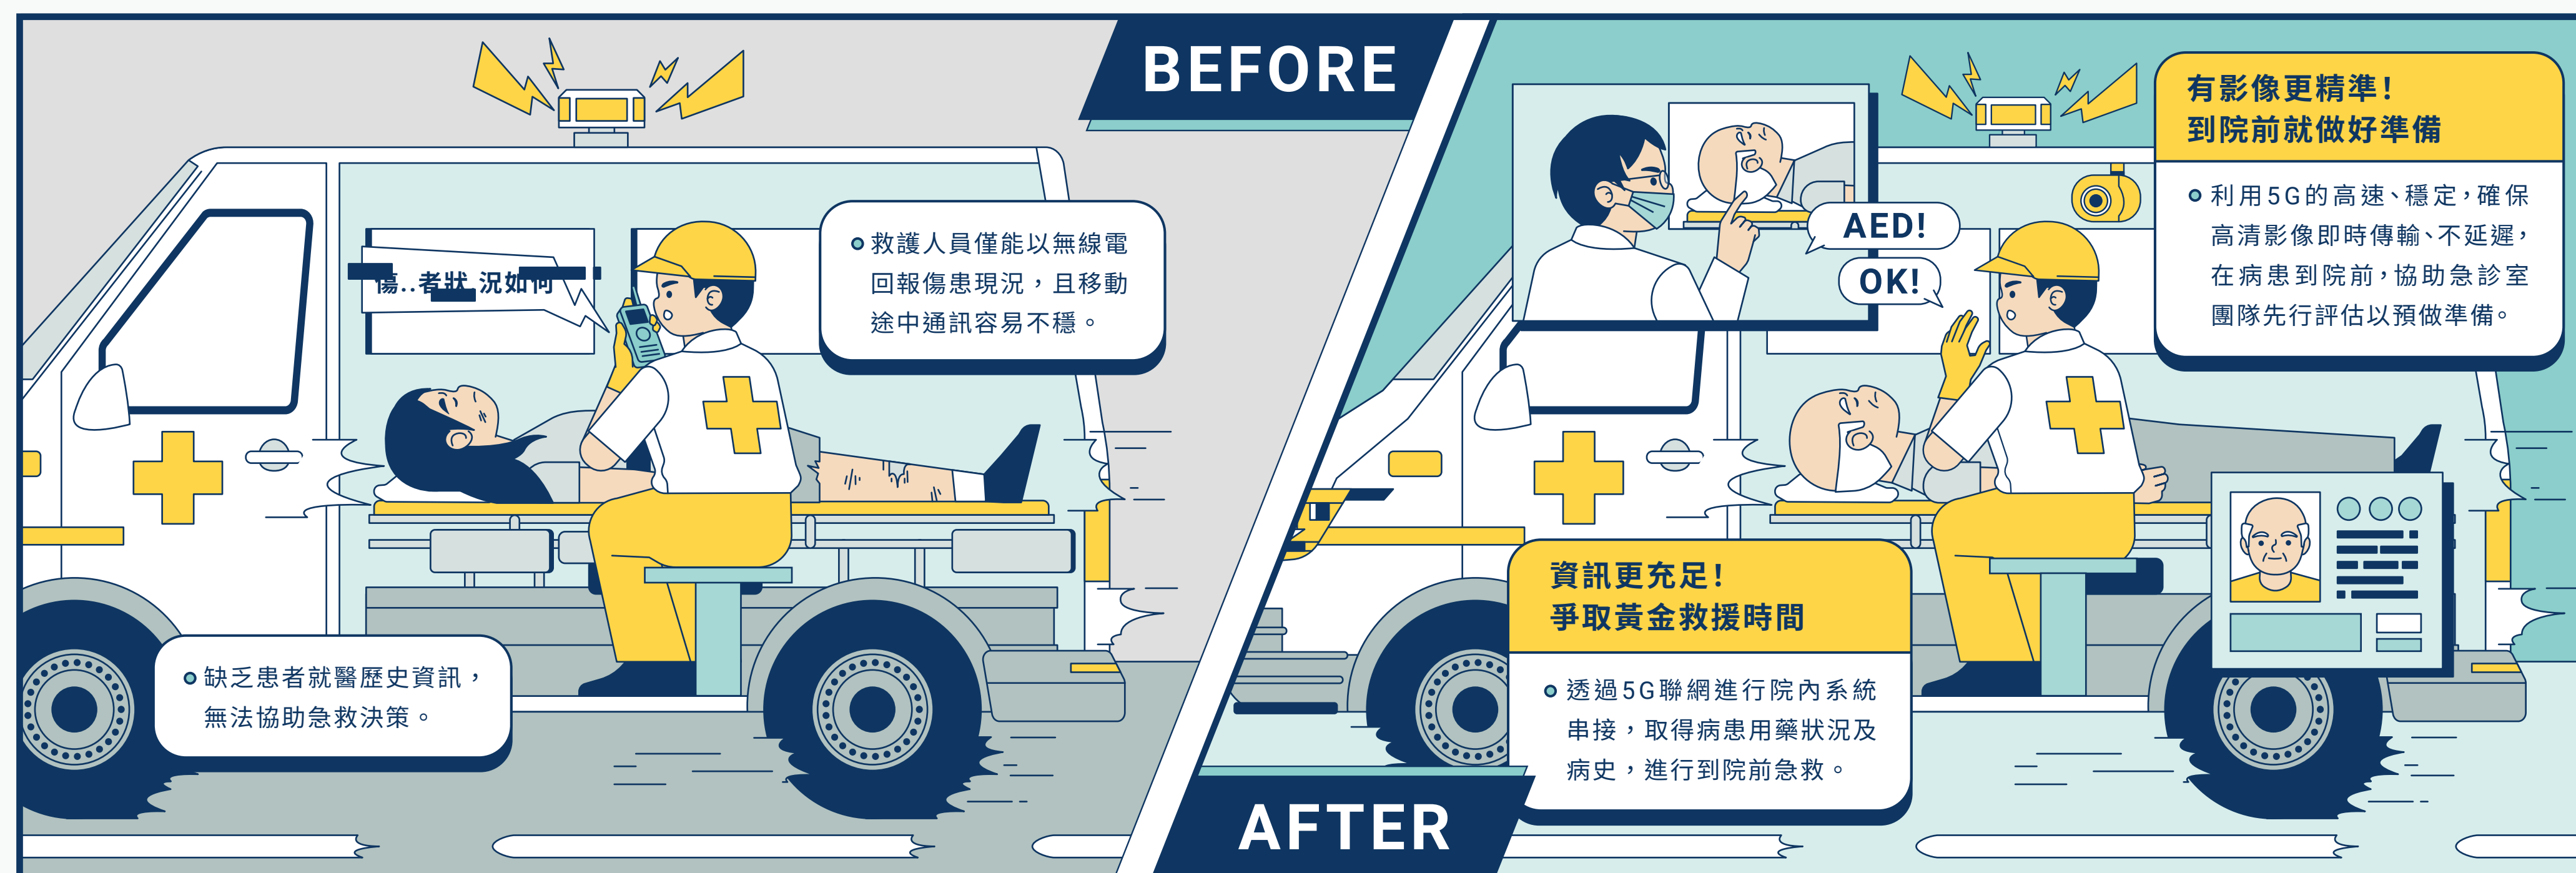 BEFORE
傷..者狀 況如何
救護人員僅能以無線電
回報傷患現況，且移動
途中通訊容易不穩。
缺乏患者就醫歷史資訊，
無法協助急救決策。
AFTER
AED!
OK!
有影像更精準！
到院前就做好準備
利用5G的高速、穩定，確保
高清影像即時傳輸、不延遲，
在病患到院前，協助急診室
團隊先行評估以預做準備。
資訊更充足！
爭取黃金救援時間
透過5G聯網進行院內系統
串接，取得病患用藥狀況及
病史，進行到院前急救。